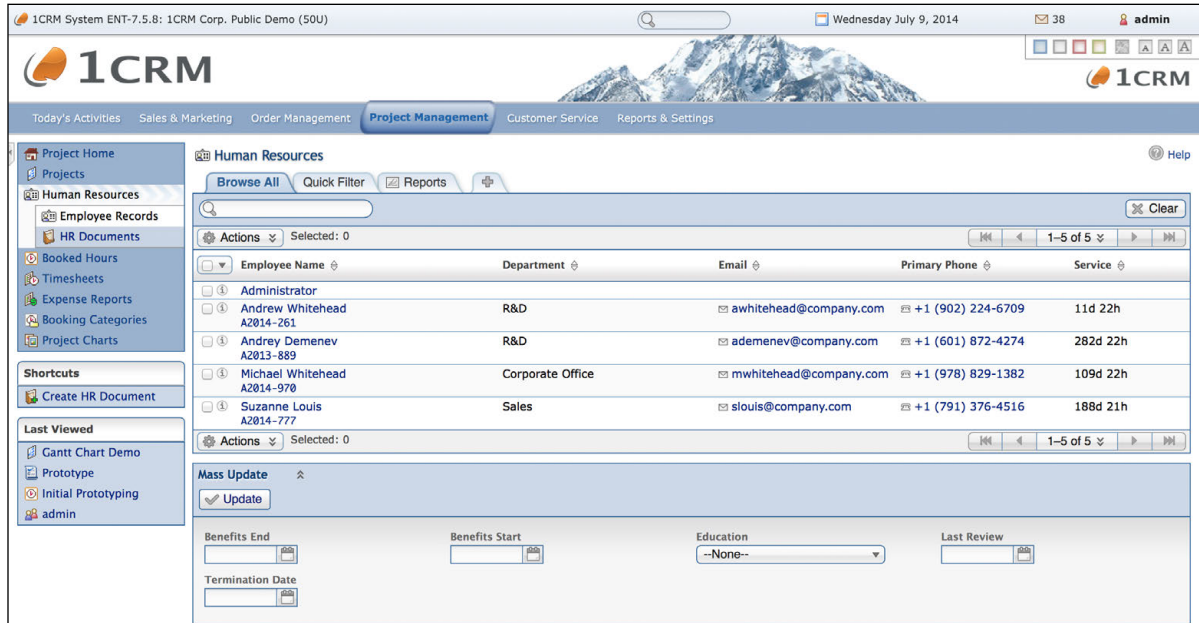 1CRM System ENT-7.5.8: 1CRM Corp. Public Demo (50U)
Wednesday July 9, 2014
38
admin
1CRM
A A A
1CRM
Today's Activities Sales & Marketing Order Management Project Management Customer Service Reports & Settings
Project Home
Projects
Human Resources
Employee Records
HR Documents
Booked Hours
Timesheets
Expense Reports
Booking Categories
Project Charts
Shortcuts
Create HR Document
Last Viewed
Gantt Chart Demo
Prototype
Initial Prototyping
admin
Human Resources
Help
Browse All Quick Filter Reports
Clear
Actions Selected: 0 1–5 of 5
Employee Name Department Email Primary Phone Service
Administrator
Andrew Whitehead R&D awhitehead@company.com +1 (902) 224-6709 11d 22h
A2014-261
Andrey Demenev R&D ademenev@company.com +1 (601) 872-4274 282d 22h
A2013-889
Michael Whitehead Corporate Office mwhitehead@company.com +1 (978) 829-1382 109d 22h
A2014-970
Suzanne Louis Sales slouis@company.com +1 (791) 376-4516 188d 21h
A2014-777
Actions Selected: 0 1–5 of 5
Mass Update
Update
Benefits End Benefits Start Education Last Review
--None--
Termination Date